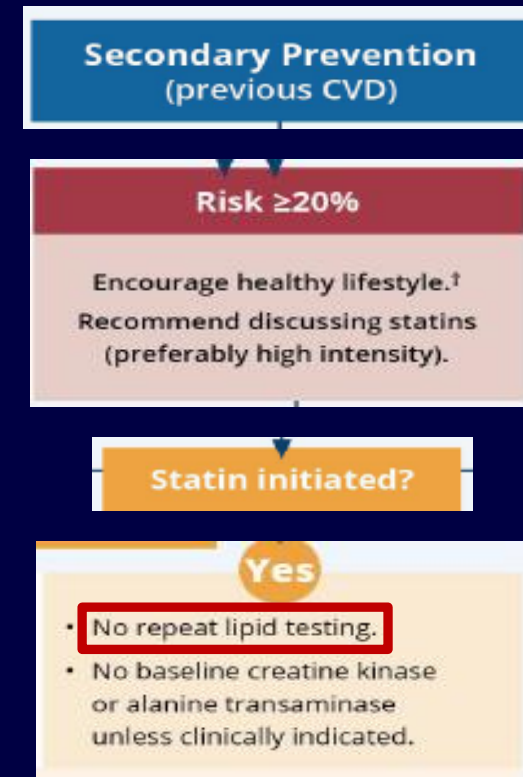 Secondary Prevention
(previous CVD)
Risk ≥20%
Encourage healthy lifestyle.†
Recommend discussing statins
(preferably high intensity).
Statin initiated?
Yes
• No repeat lipid testing.
• No baseline creatine kinase
or alanine transaminase
unless clinically indicated.